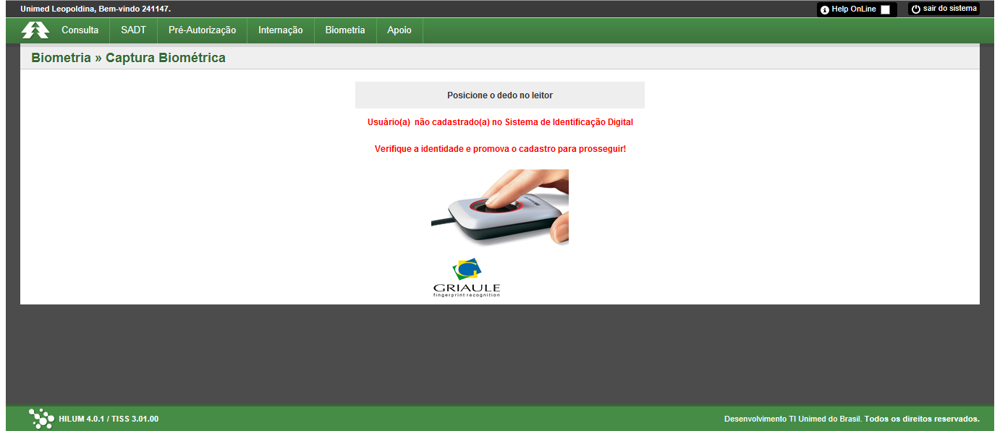 Unimed Leopoldina, Bem-vindo 241147.
Help OnLine
sair do sistema
Consulta
SADT
Pré-Autorização
Internação
Biometria
Apoio
Biometria » Captura Biométrica
Posicione o dedo no leitor
Usuário(a) não cadastrado(a) no Sistema de Identificação Digital
Verifique a identidade e promova o cadastro para prosseguir!
GRIAULE
fingerprint recognition
HILUM 4.0.1 / TISS 3.01.00
Desenvolvimento TI Unimed do Brasil. Todos os direitos reservados.